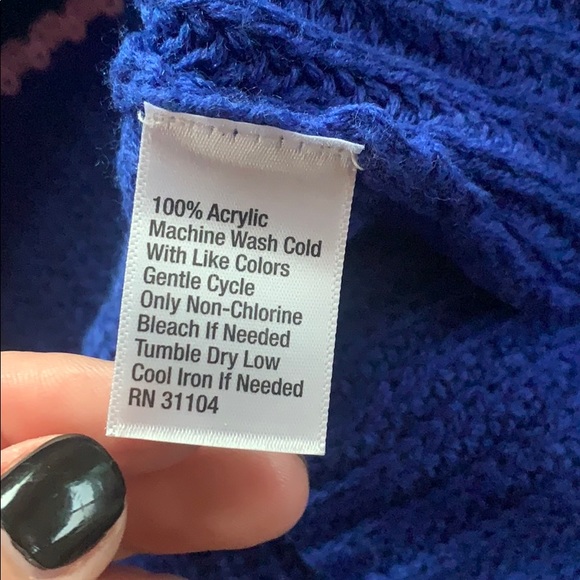 100% Acrylic
Machine Wash Cold
With Like Colors
Gentle Cycle
Only Non-Chlorine
Bleach If Needed
Tumble Dry Low
Cool Iron If Needed
RN 31104